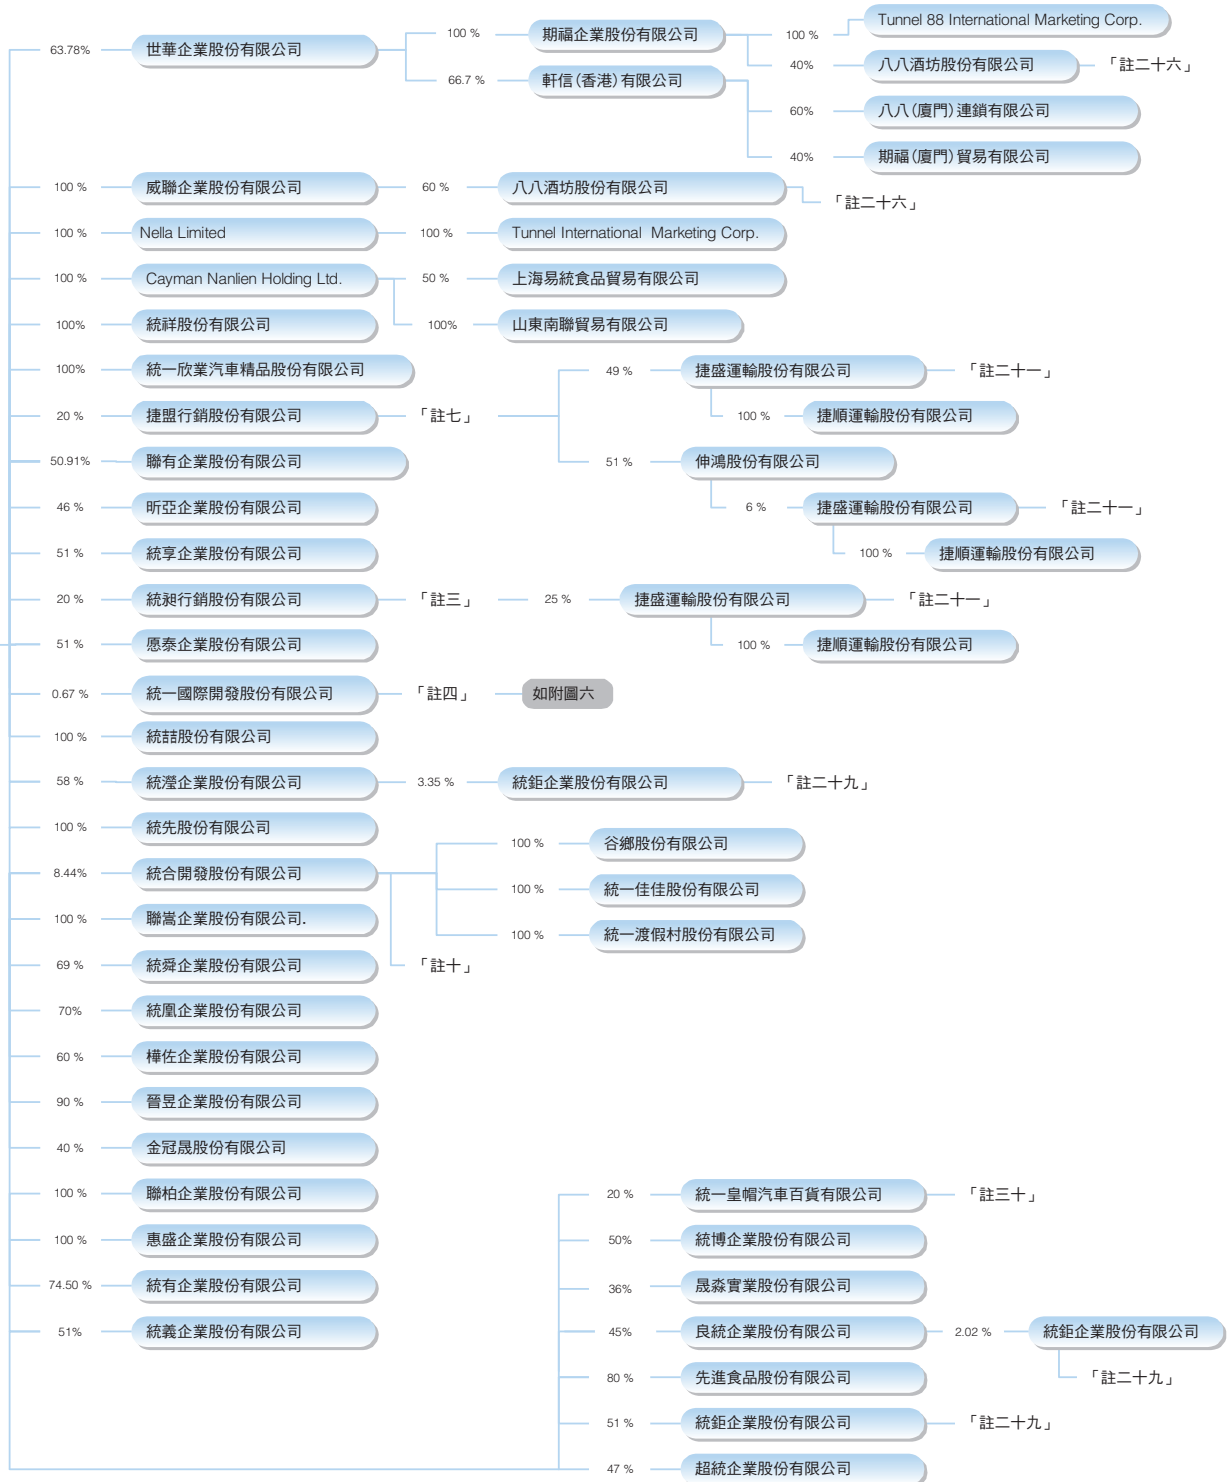 63.78% 世華企業股份有限公司 100 % 期福企業股份有限公司 100 % Tunnel 88 International Marketing Corp.
40% 八八酒坊股份有限公司 「註二十六」
66.7 % 軒信(香港)有限公司
60% 八八(廈門)連鎖有限公司
40% 期福(廈門)貿易有限公司
100 % 威聯企業股份有限公司 60 % 八八酒坊股份有限公司 「註二十六」
100 % Nella Limited 100 % Tunnel International Marketing Corp.
100 % Cayman Nanlien Holding Ltd. 50 % 上海易統食品貿易有限公司
100% 統祥股份有限公司 100% 山東南聯貿易有限公司
100% 統一欣業汽車精品股份有限公司 49 % 捷盛運輸股份有限公司 「註二十一」
20 % 捷盟行銷股份有限公司 「註七」 100 % 捷順運輸股份有限公司
50.91% 聯有企業股份有限公司 51 % 伸鴻股份有限公司
46 % 昕亞企業股份有限公司 6 % 捷盛運輸股份有限公司 「註二十一」
51 % 統享企業股份有限公司 100 % 捷順運輸股份有限公司
20 % 統昶行銷股份有限公司 「註三」 25 % 捷盛運輸股份有限公司 「註二十一」
51 % 愿泰企業股份有限公司 100 % 捷順運輸股份有限公司
0.67 % 統一國際開發股份有限公司 「註四」 如附圖六
100 % 統喆股份有限公司
58 % 統瀅企業股份有限公司 3.35 % 統鉅企業股份有限公司 「註二十九」
100 % 統先股份有限公司
100 % 谷鄉股份有限公司
8.44% 統合開發股份有限公司
100 % 統一佳佳股份有限公司
100 % 聯嵩企業股份有限公司.
100 % 統一渡假村股份有限公司
69 % 統舜企業股份有限公司 「註十」
70% 統凰企業股份有限公司
60 % 樺佐企業股份有限公司
90 % 晉昱企業股份有限公司
40 % 金冠晟股份有限公司
100 % 聯柏企業股份有限公司 20 % 統一皇帽汽車百貨有限公司 「註三十」
100 % 惠盛企業股份有限公司 50% 統博企業股份有限公司
74.50 % 統有企業股份有限公司 36% 晟淼實業股份有限公司
51% 統義企業股份有限公司 45% 良統企業股份有限公司 2.02 % 統鉅企業股份有限公司
80 % 先進食品股份有限公司 「註二十九」
51 % 統鉅企業股份有限公司 「註二十九」
47 % 超統企業股份有限公司